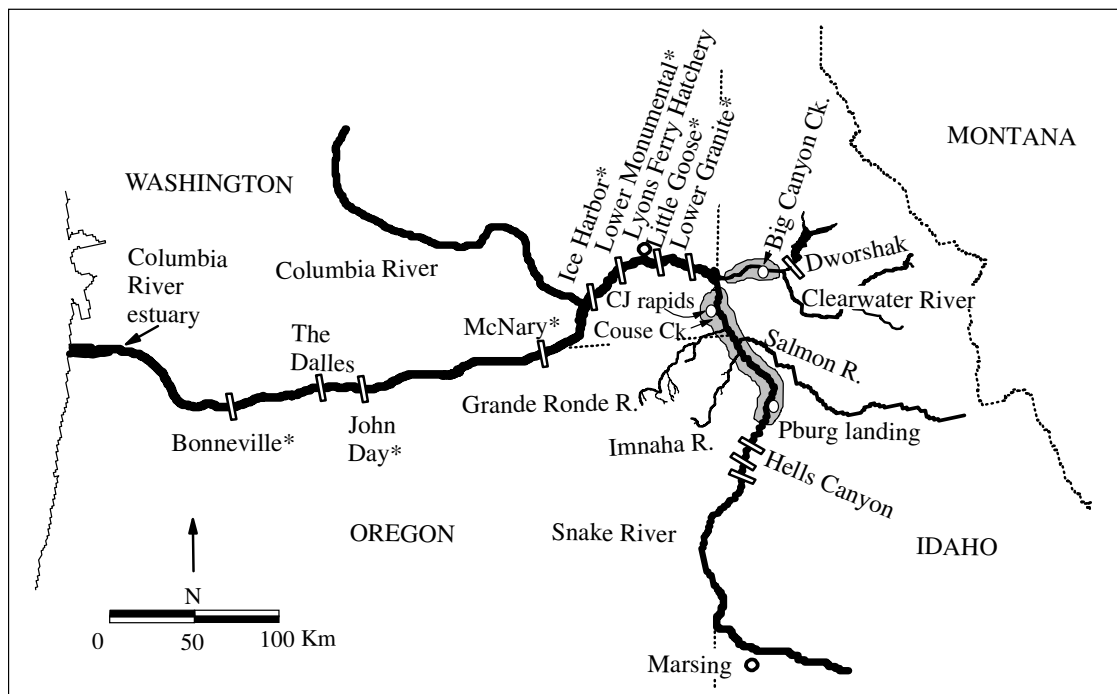 MONTANA
WASHINGTON
Ice Harbor*
Lower Monumental*
Lyons Ferry Hatchery
Little Goose*
Lower Granite*
Big Canyon Ck.
Dworshak
Clearwater River
Columbia
River
estuary
Columbia River
CJ rapids
Couse Ck.
McNary*
The
Dalles
Salmon R.
Grande Ronde R.
Bonneville*
John
Day*
Imnaha R.
Pburg landing
Hells Canyon
OREGON
Snake River
IDAHO
N
0
50
100 Km
Marsing